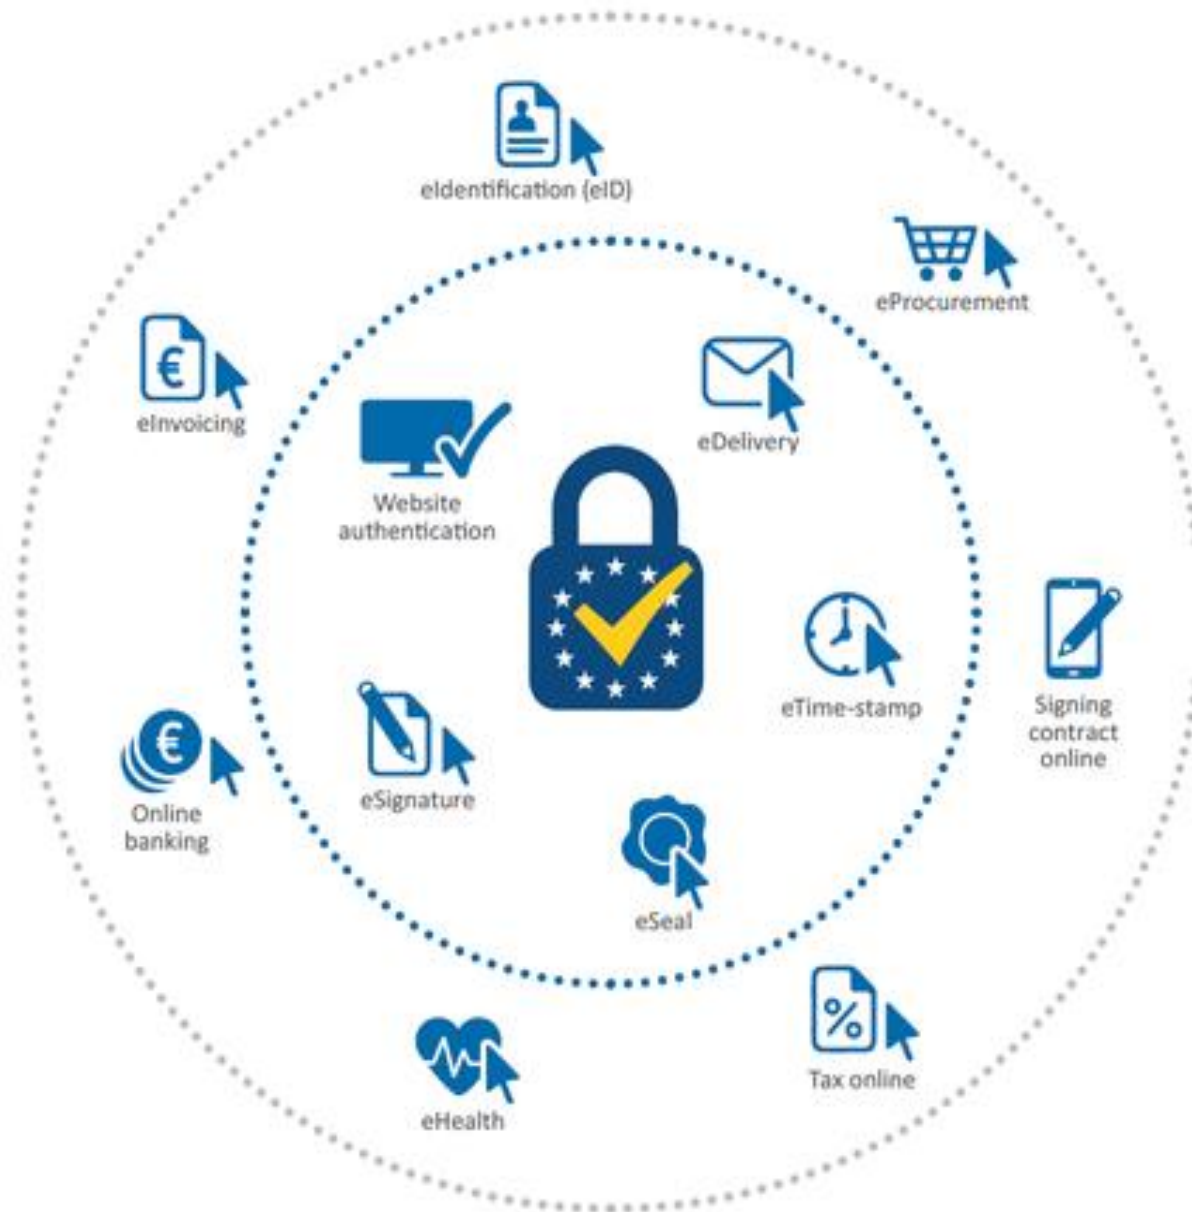 eIdentification (eID)
eProcurement
eInvoicing
eDelivery
Website
authentication
eTime-stamp
Signing
contract
online
eSignature
Online
banking
eSeal
Tax online
eHealth